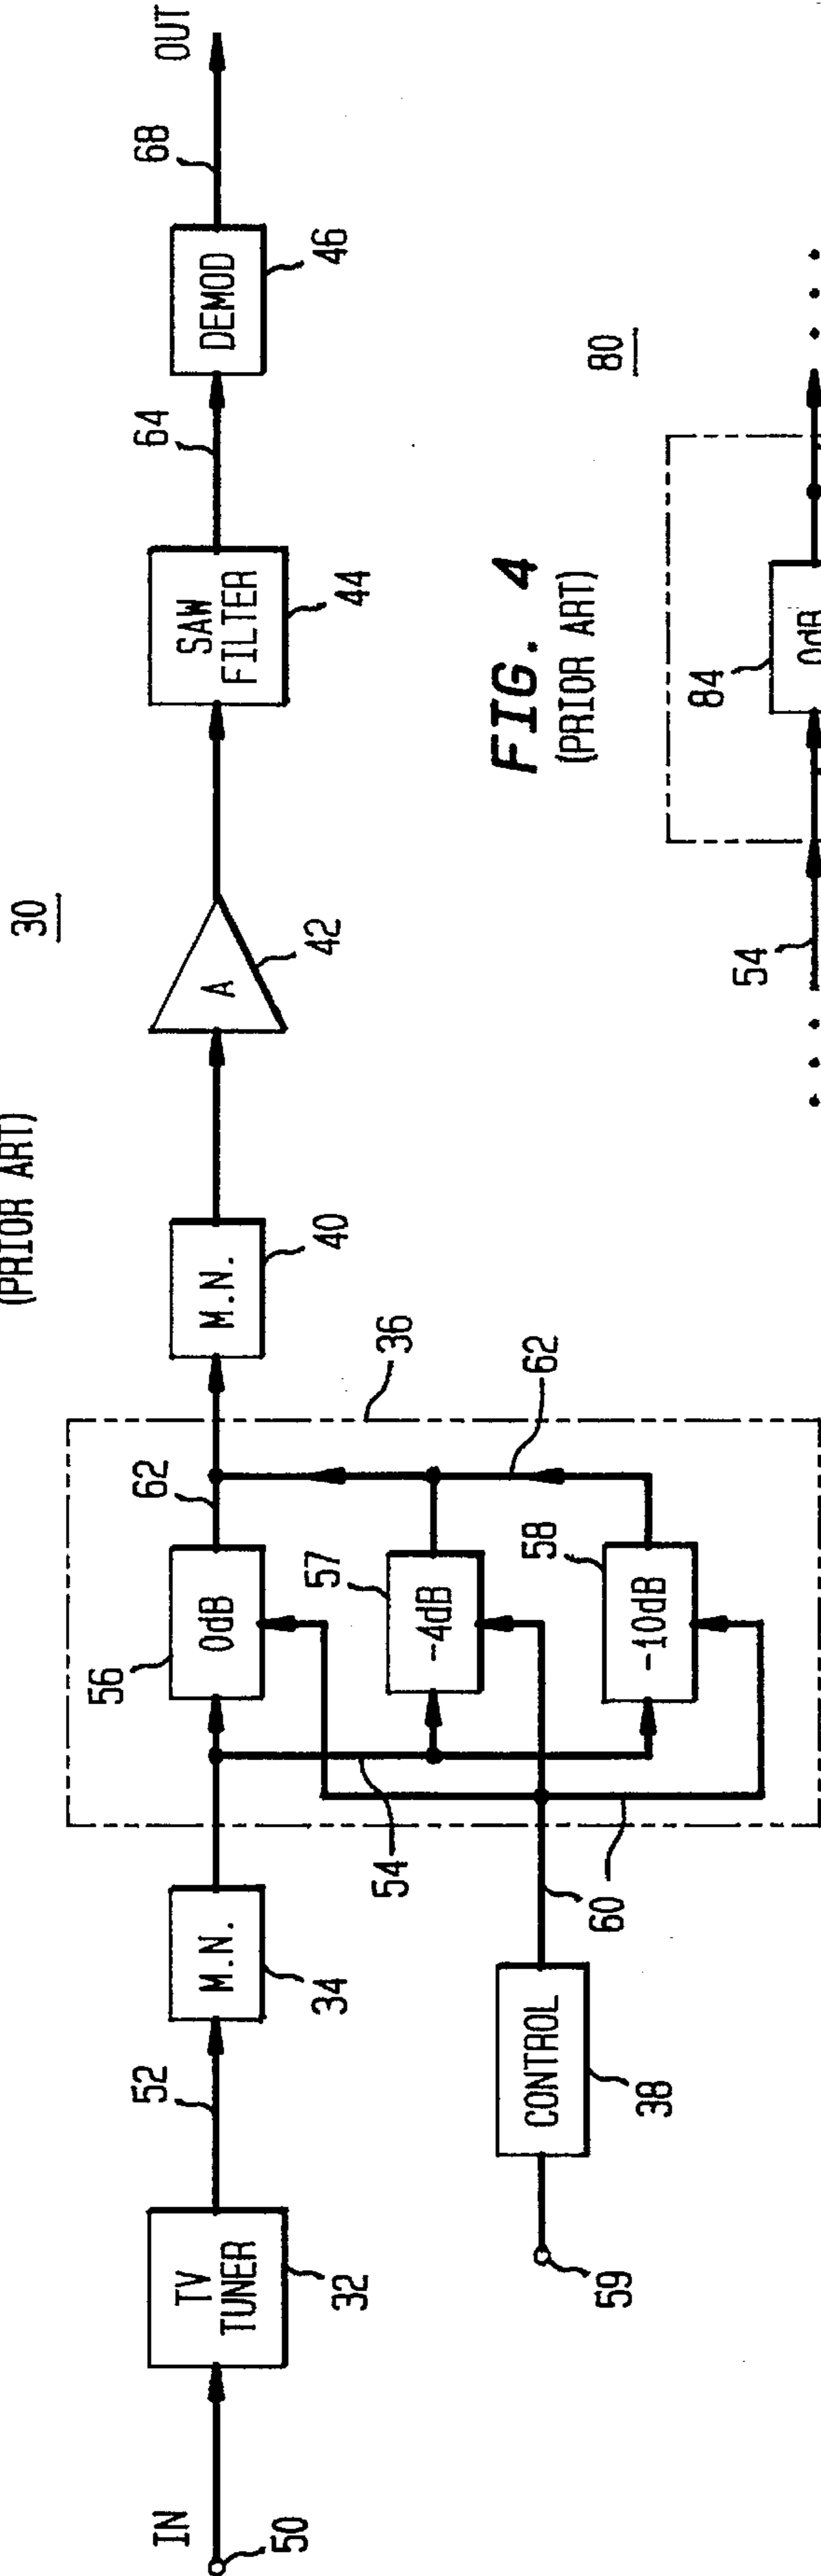 (PRIOR ART)
30
IN
50
TV
TUNER
32
52
M.N.
34
54
56
0dB
62
57
-4dB
58
-10dB
62
36
60
CONTROL
38
59
M.N.
40
A
42
SAW
FILTER
44
64
DEMOD
46
68
OUT
FIG. 4
(PRIOR ART)
80
54
84
0dB